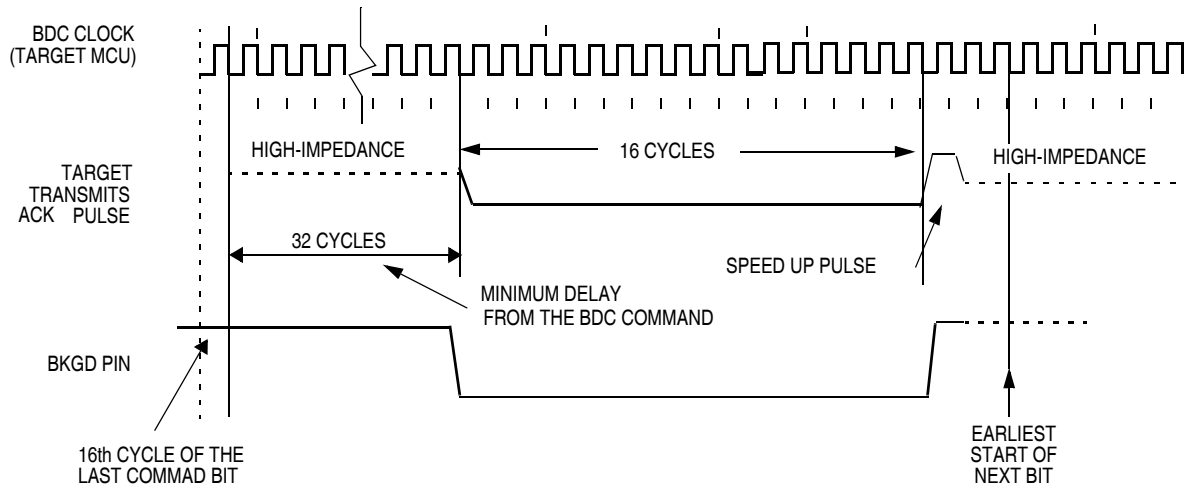 BDC CLOCK
(TARGET MCU)
HIGH-IMPEDANCE
16 CYCLES
HIGH-IMPEDANCE
TARGET
TRANSMITS
ACK PULSE
32 CYCLES
SPEED UP PULSE
MINIMUM DELAY
FROM THE BDC COMMAND
BKGD PIN
16th CYCLE OF THE
LAST COMMAD BIT
EARLIEST
START OF
NEXT BIT